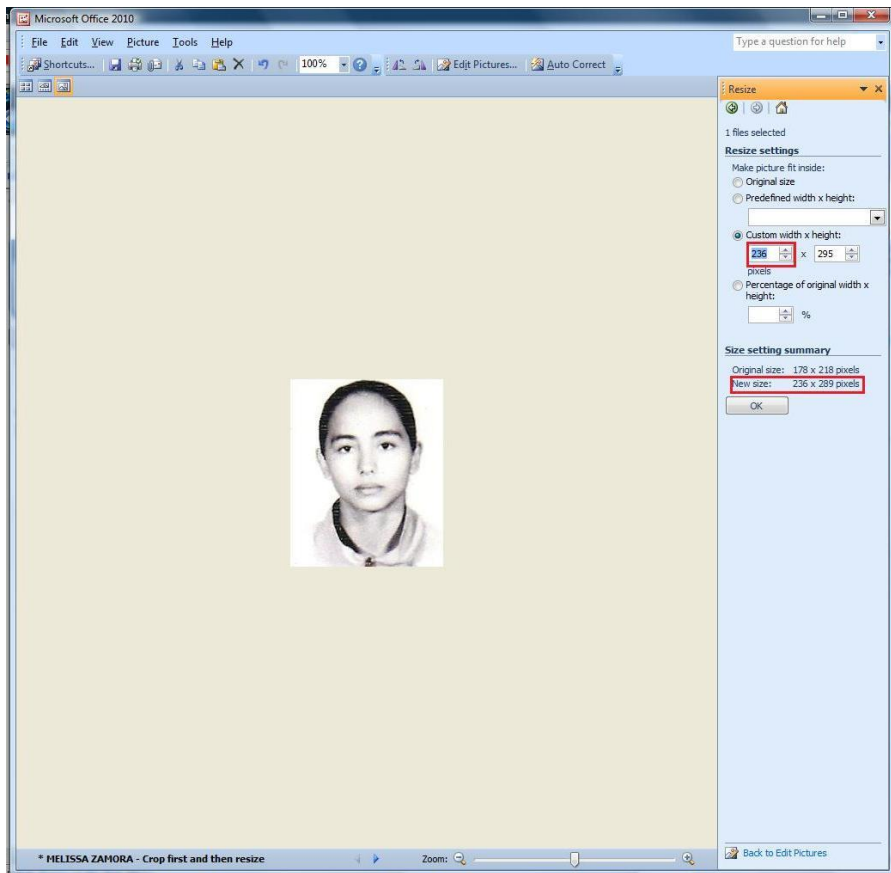 Microsoft Office 2010
File Edit View Picture Tools Help
Type a question for help
Shortcuts... 100% Edit Pictures... Auto Correct
Resize
1 files selected
Resize settings
Make picture fit inside:
Original size
Predefined width x height:
Custom width x height:
236 x 295
pixels
Percentage of original width x
height:
%
Size setting summary
Original size: 178 x 218 pixels
New size: 236 x 289 pixels
OK
* MELISSA ZAMORA - Crop first and then resize
Zoom:
Back to Edit Pictures